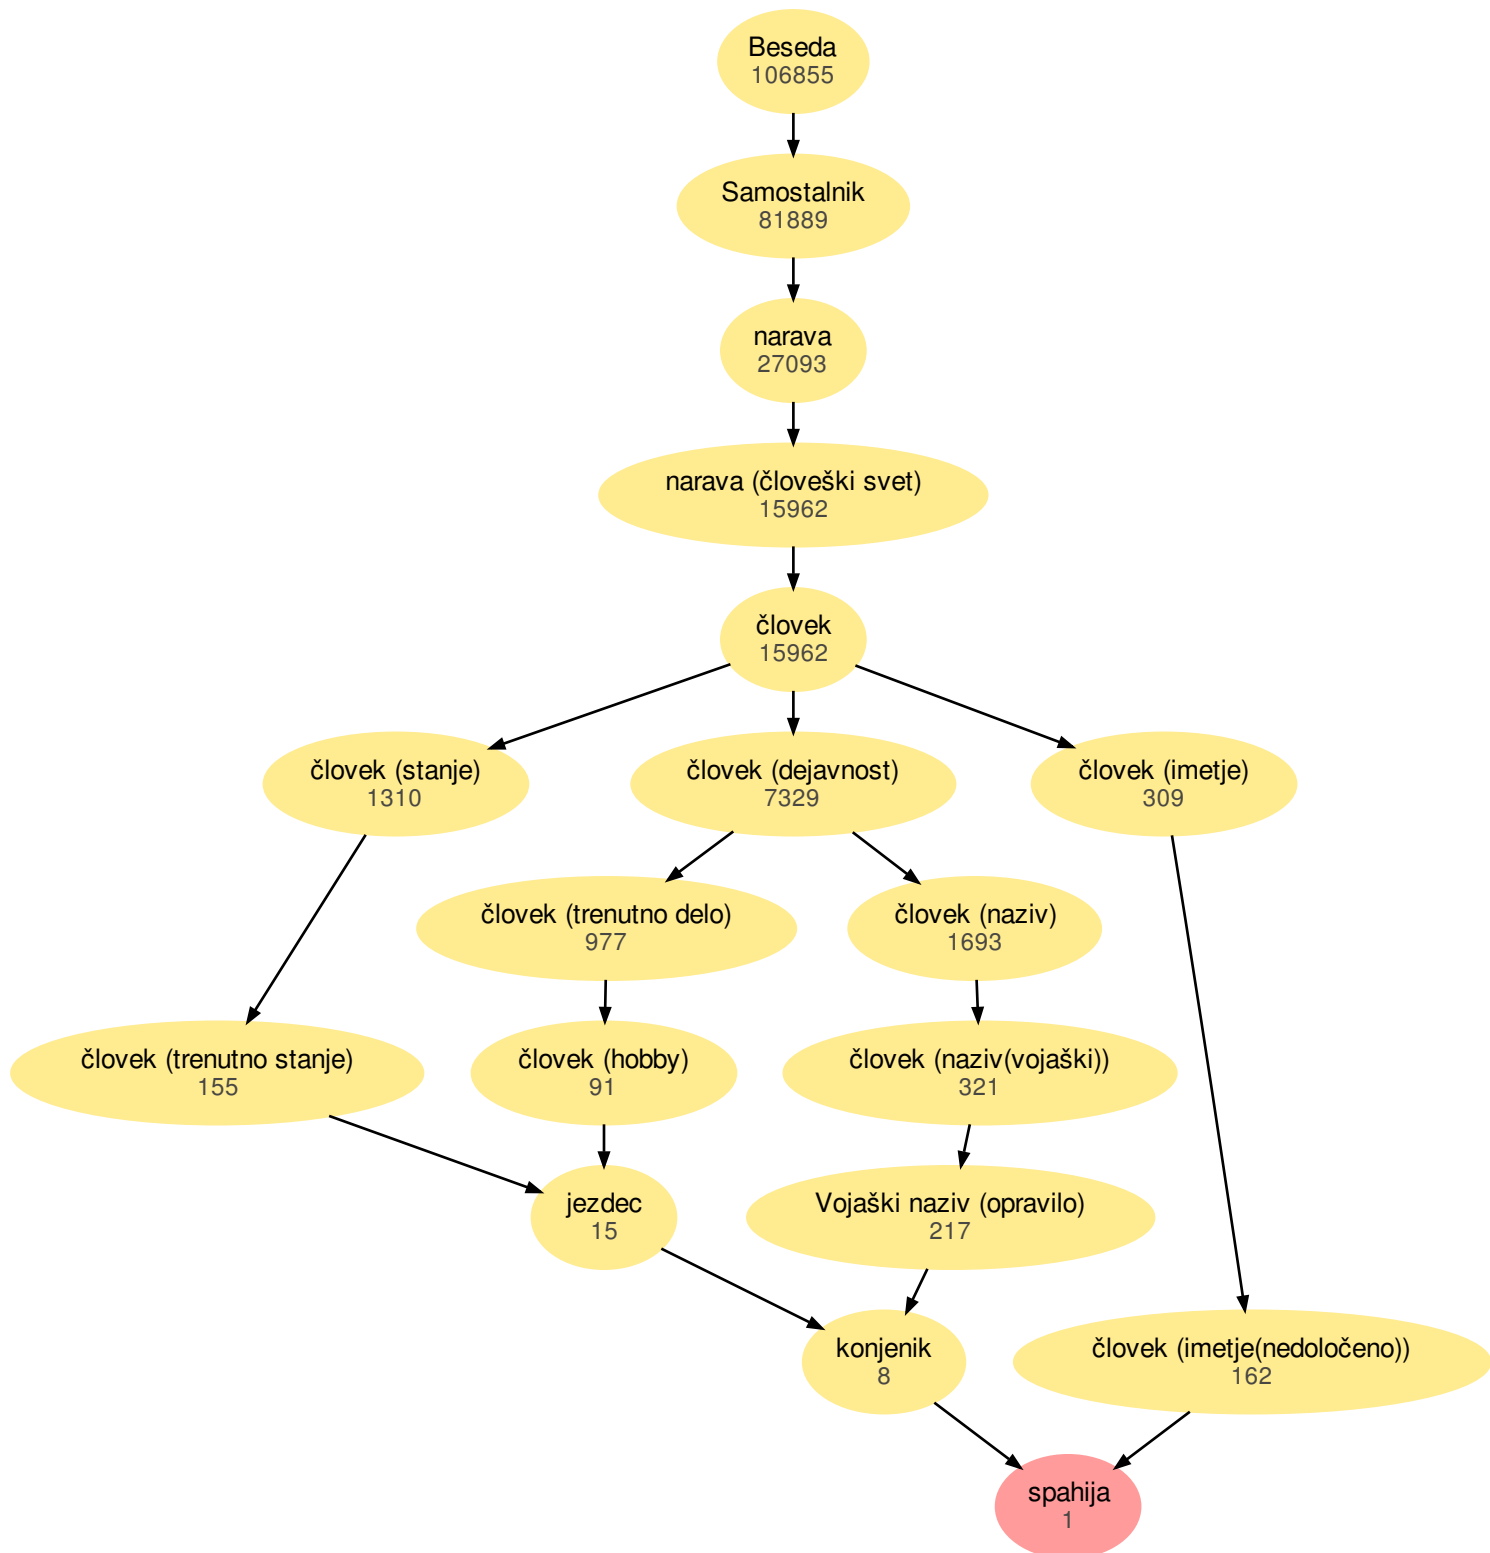 Beseda
106855
Samostalnik
81889
narava
27093
narava (človeški svet)
15962
človek
15962
človek (stanje)
1310
človek (dejavnost)
7329
človek (imetje)
309
človek (trenutno delo)
977
človek (naziv)
1693
človek (trenutno stanje)
155
človek (hobby)
91
človek (naziv(vojaški))
321
jezdec
15
Vojaški naziv (opravilo)
217
konjenik
8
človek (imetje(nedoločeno))
162
spahija
1